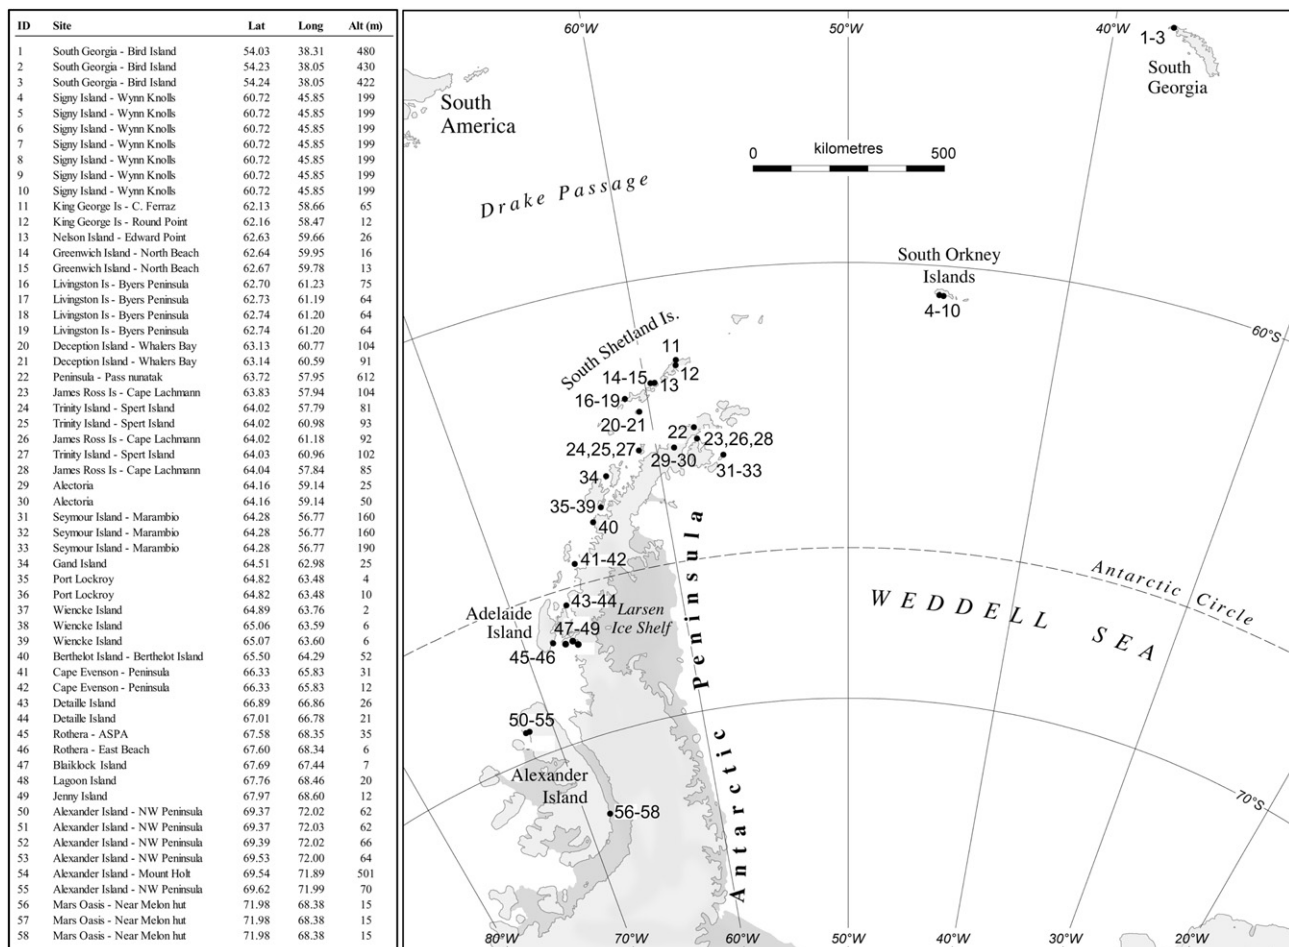 ID Site Lat Long Alt (m)
1 South Georgia - Bird Island 54.03 38.31 480
2 South Georgia - Bird Island 54.23 38.05 430
3 South Georgia - Bird Island 54.24 38.05 422
4 Signy Island - Wynn Knolls 60.72 45.85 199
5 Signy Island - Wynn Knolls 60.72 45.85 199
6 Signy Island - Wynn Knolls 60.72 45.85 199
7 Signy Island - Wynn Knolls 60.72 45.85 199
8 Signy Island - Wynn Knolls 60.72 45.85 199
9 Signy Island - Wynn Knolls 60.72 45.85 199
10 Signy Island - Wynn Knolls 60.72 45.85 199
11 King George Is - C. Ferraz 62.13 58.66 65
12 King George Is - Round Point 62.16 58.47 12
13 Nelson Island - Edward Point 62.63 59.66 26
14 Greenwich Island - North Beach 62.64 59.95 16
15 Greenwich Island - North Beach 62.67 59.78 13
16 Livingston Is - Byers Peninsula 62.70 61.23 75
17 Livingston Is - Byers Peninsula 62.73 61.19 64
18 Livingston Is - Byers Peninsula 62.74 61.20 64
19 Livingston Is - Byers Peninsula 62.74 61.20 64
20 Deception Island - Whalers Bay 63.13 60.77 104
21 Deception Island - Whalers Bay 63.14 60.59 91
22 Peninsula - Pass nunatak 63.72 57.95 612
23 James Ross Is - Cape Lachmann 63.83 57.94 104
24 Trinity Island - Spert Island 64.02 57.79 81
25 Trinity Island - Spert Island 64.02 60.98 93
26 James Ross Is - Cape Lachmann 64.02 61.18 92
27 Trinity Island - Spert Island 64.03 60.96 102
28 James Ross Is - Cape Lachmann 64.04 57.84 85
29 Alectoria 64.16 59.14 25
30 Alectoria 64.16 59.14 50
31 Seymour Island - Marambio 64.28 56.77 160
32 Seymour Island - Marambio 64.28 56.77 160
33 Seymour Island - Marambio 64.28 56.77 190
34 Gand Island 64.51 62.98 25
35 Port Lockroy 64.82 63.48 4
36 Port Lockroy 64.82 63.48 10
37 Wiencke Island 64.89 63.76 2
38 Wiencke Island 65.06 63.59 6
39 Wiencke Island 65.07 63.60 6
40 Berthelot Island - Berthelot Island 65.50 64.29 52
41 Cape Evenson - Peninsula 66.33 65.83 31
42 Cape Evenson - Peninsula 66.33 65.83 12
43 Detaille Island 66.89 66.86 26
44 Detaille Island 67.01 66.78 21
45 Rothera - ASPA 67.58 68.35 35
46 Rothera - East Beach 67.60 68.34 6
47 Blaiklock Island 67.69 67.44 7
48 Lagoon Island 67.76 68.46 20
49 Jenny Island 67.97 68.60 12
50 Alexander Island - NW Peninsula 69.37 72.02 62
51 Alexander Island - NW Peninsula 69.37 72.03 62
52 Alexander Island - NW Peninsula 69.39 72.02 66
53 Alexander Island - NW Peninsula 69.53 72.00 64
54 Alexander Island - Mount Holt 69.54 71.89 501
55 Alexander Island - NW Peninsula 69.62 71.99 70
56 Mars Oasis - Near Melon hut 71.98 68.38 15
57 Mars Oasis - Near Melon hut 71.98 68.38 15
58 Mars Oasis - Near Melon hut 71.98 68.38 15
60°W 50°W 40°W
1-3
South
Georgia
South
America
0 kilometres 500
Drake Passage
South Orkney
Islands
4-10
60°S
South Shetland Is.
11
12
14-15
13
16-19
20-21
22
23,26,28
24,25,27
29-30
31-33
34
35-39
40
41-42
Antarctic Circle
43-44
Larsen
Ice Shelf
Adelaide
Island
47-49
45-46
WEDDELL SEA
Antarctic Peninsula
50-55
Alexander
Island
56-58
70°S
80°W 70°W 60°W 50°W 40°W 30°W 20°W